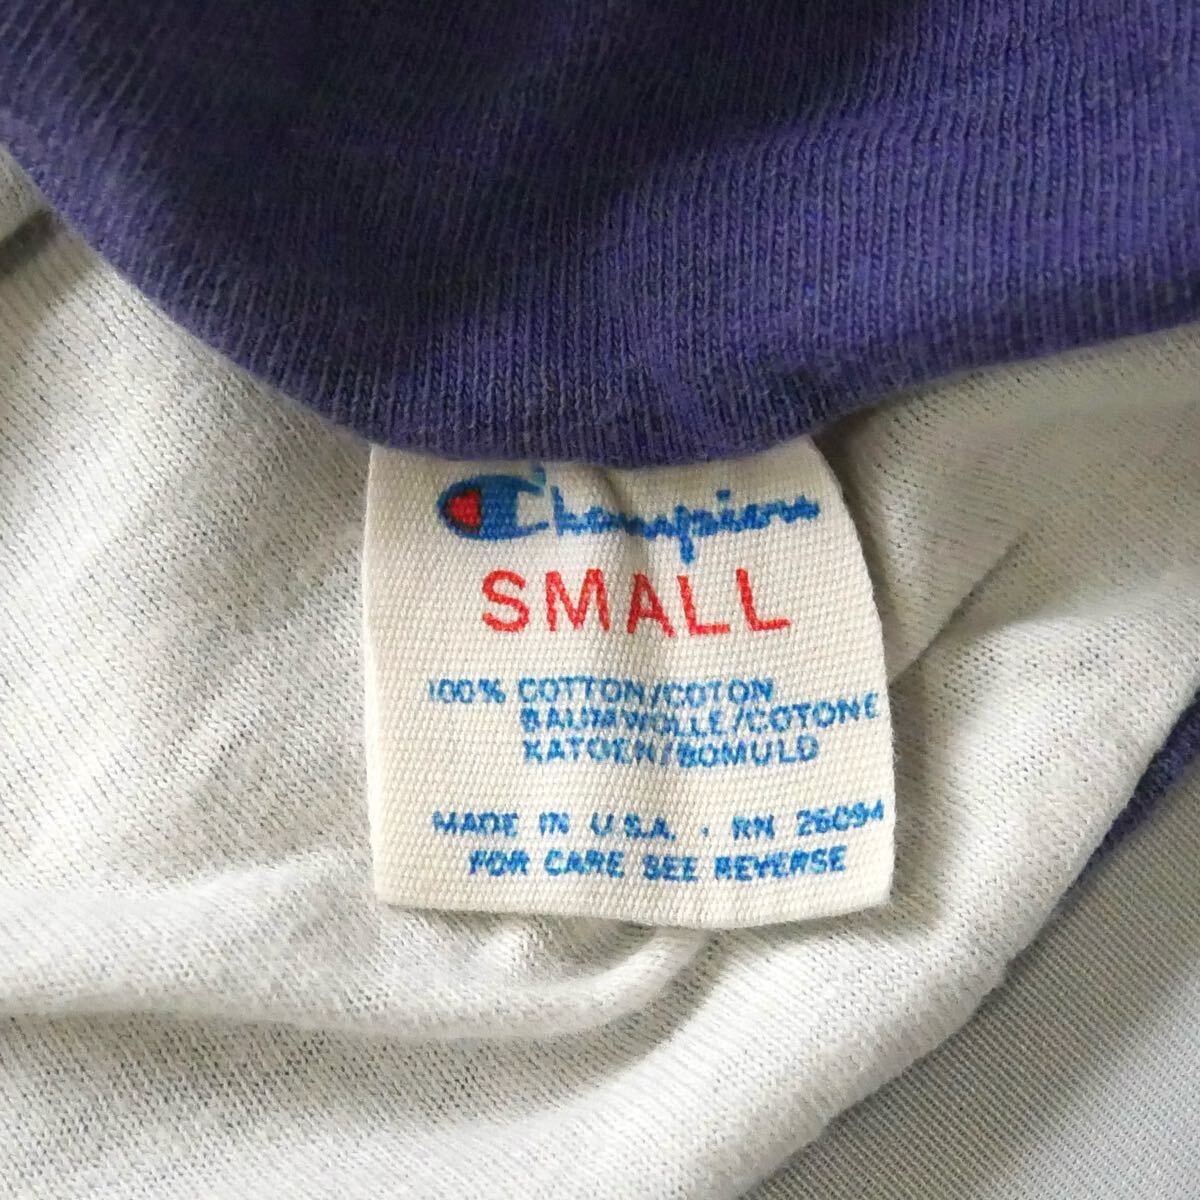 Champion
SMALL
100% COTTON/COTON
BAUMWOLLE/COTONE
KATOEN/BOMULD
MADE IN U.S.A. · RN 26094
FOR CARE SEE REVERSE